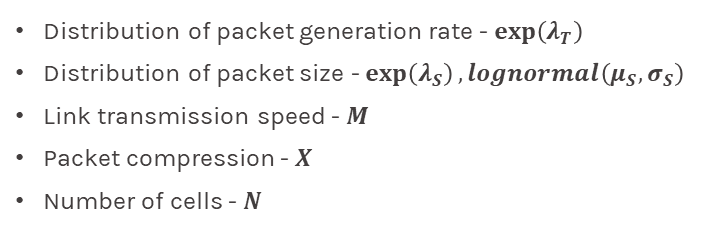 • Distribution of packet generation rate - exp(λ_T)
• Distribution of packet size - exp(λ_S) , lognormal(μ_S, σ_S)
• Link transmission speed - M
• Packet compression - X
• Number of cells - N